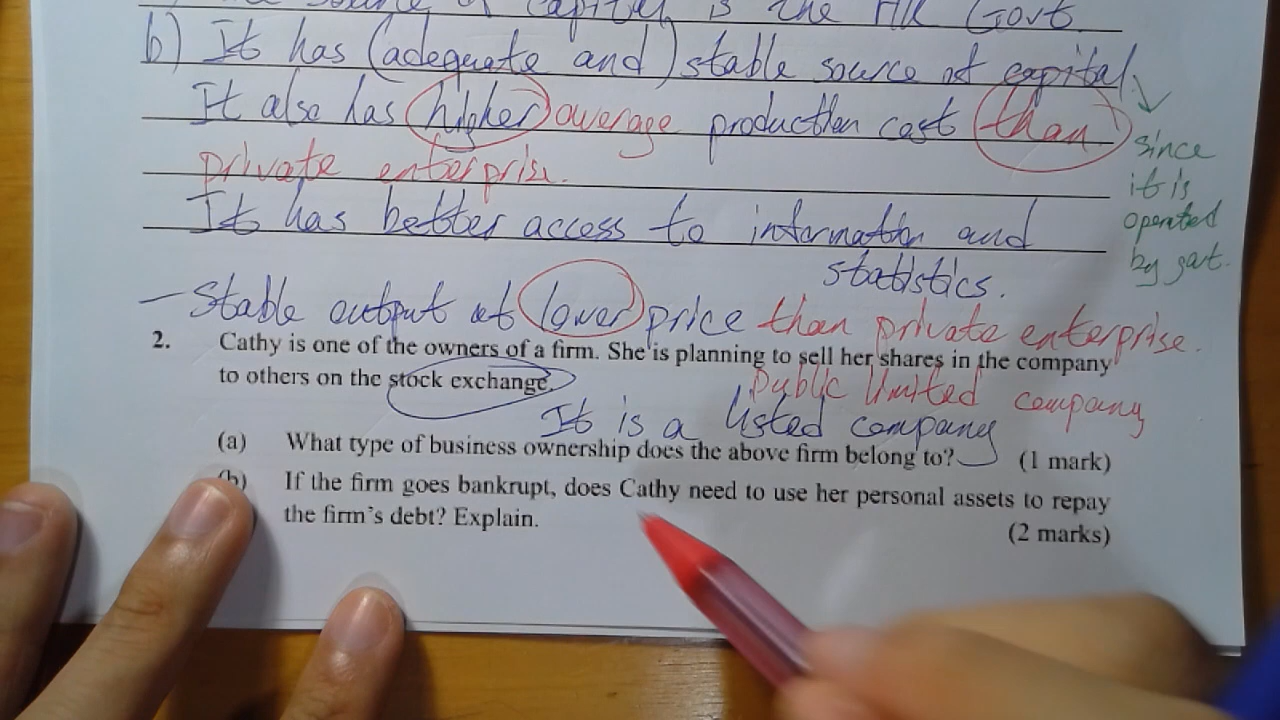 source of capital is the HK Govt.
b) It has (adequate and) stable source of capital.
It also has higher average production cost than
private enterprise.
since
it is
operated
by govt.
It has better access to information and
statistics.
— Stable output at lower price than private enterprise.
2. Cathy is one of the owners of a firm. She is planning to sell her shares in the company
to others on the stock exchange.
Public limited company
It is a listed company
(a) What type of business ownership does the above firm belong to? (1 mark)
(b) If the firm goes bankrupt, does Cathy need to use her personal assets to repay
the firm's debt? Explain. (2 marks)